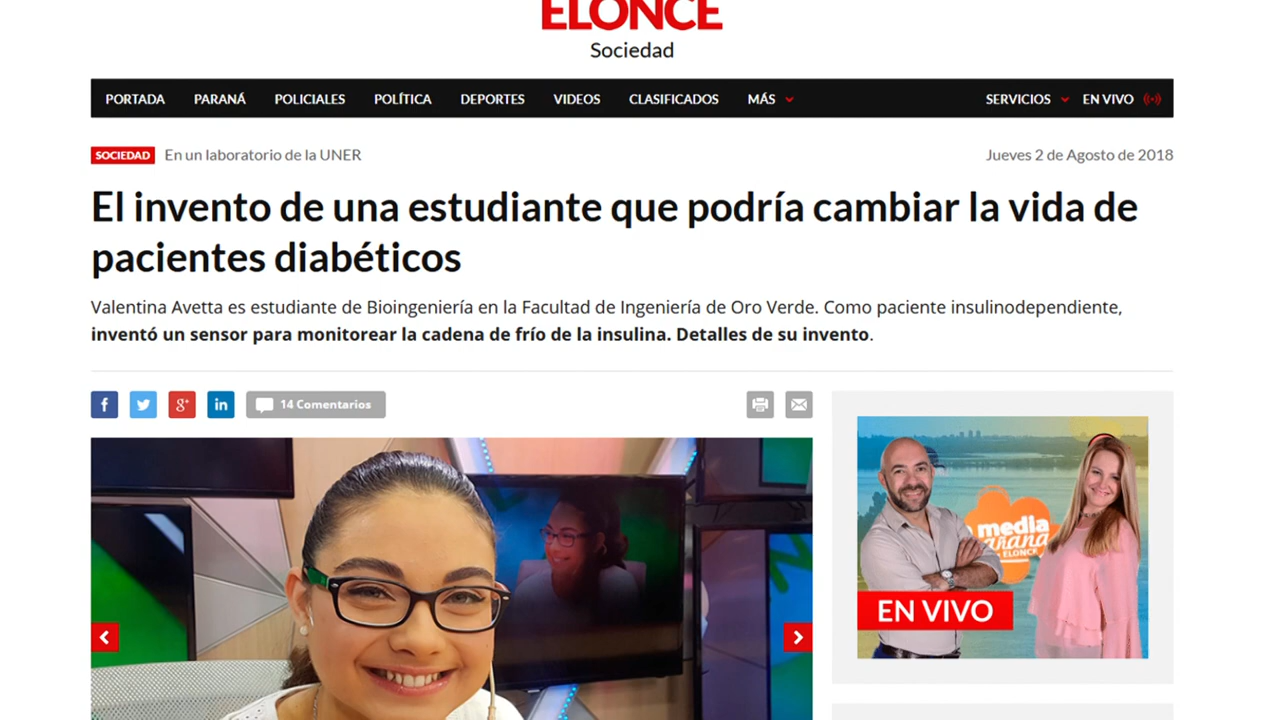 ELONCE
Sociedad
PORTADA PARANÁ POLICIALES POLÍTICA DEPORTES VIDEOS CLASIFICADOS MÁS SERVICIOS EN VIVO
SOCIEDAD En un laboratorio de la UNER Jueves 2 de Agosto de 2018
El invento de una estudiante que podría cambiar la vida de
pacientes diabéticos
Valentina Avetta es estudiante de Bioingeniería en la Facultad de Ingeniería de Oro Verde. Como paciente insulinodependiente,
inventó un sensor para monitorear la cadena de frío de la insulina. Detalles de su invento.
f g+ in 14 Comentarios
media
ELONCE
EN VIVO